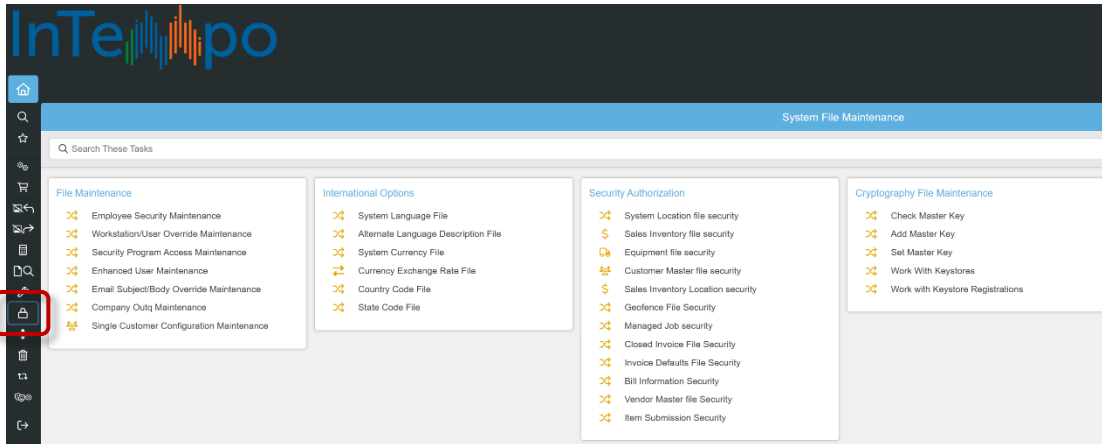 InTempo
System File Maintenance
Search These Tasks
File Maintenance
Employee Security Maintenance
Workstation/User Override Maintenance
Security Program Access Maintenance
Enhanced User Maintenance
Email Subject/Body Override Maintenance
Company Outq Maintenance
Single Customer Configuration Maintenance
International Options
System Language File
Alternate Language Description File
System Currency File
Currency Exchange Rate File
Country Code File
State Code File
Security Authorization
System Location file security
Sales Inventory file security
Equipment file security
Customer Master file security
Sales Inventory Location security
Geofence File Security
Managed Job security
Closed Invoice File Security
Invoice Defaults File Security
Bill Information Security
Vendor Master file Security
Item Submission Security
Cryptography File Maintenance
Check Master Key
Add Master Key
Set Master Key
Work With Keystores
Work with Keystore Registrations